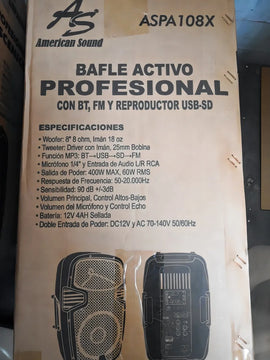 AS
American Sound
ASPA108X
BAFLE ACTIVO
PROFESIONAL
CON BT, FM Y REPRODUCTOR USB-SD
ESPECIFICACIONES
• Woofer: 8" 8 ohm, Imán 18 oz
• Tweeter: Driver con Imán, 25mm Bobina
• Función MP3: BT→USB→SD→FM
• Micrófono 1/4" y Entrada de Audio L/R RCA
• Salida de Poder: 400W MAX, 60W RMS
• Respuesta de Frecuencia: 50-20.000Hz
• Sensibilidad: 90 dB +/-3dB
• Volumen Principal, Control Altos-Bajos
• Volumen del Micrófono y Control Echo
• Batería: 12V 4AH Sellada
• Doble Entrada de Poder: DC12V y AC 70-140V 50/60Hz